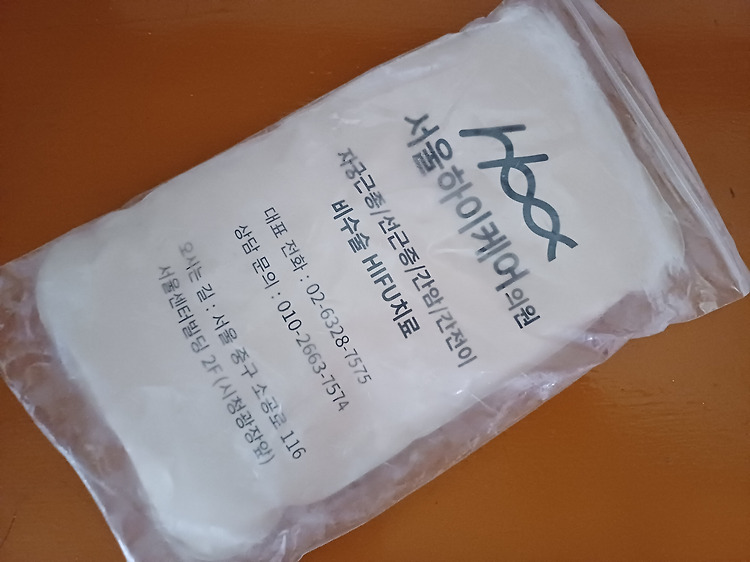 서울하이케어의원
자궁근종/선근종/간암/간전이
비수술 HIFU치료
대표 전화 : 02-6328-7575
상담 문의 : 010-2663-7574
오시는 길 : 서울 중구 소공로 116
서울센터빌딩 2F (시청광장앞)